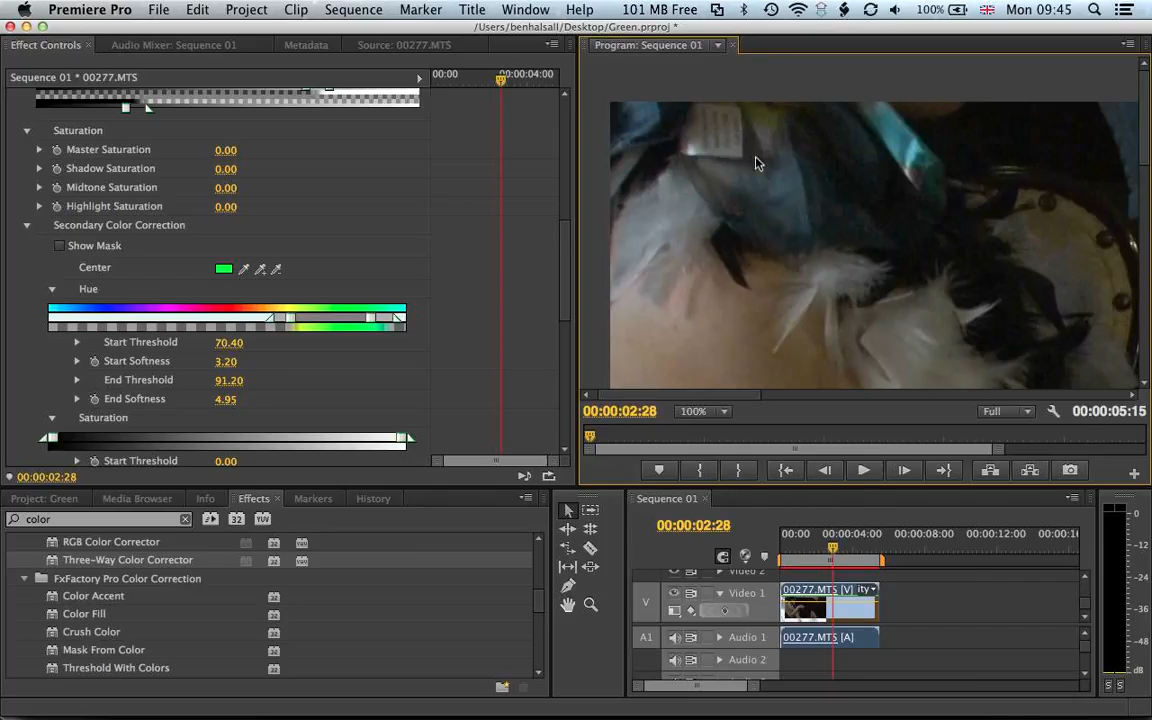 Premiere Pro File Edit Project Clip Sequence Marker Title Window Help 101 MB Free 100% Mon 09:45
/Users/benhalsall/Desktop/Green.prproj *
Effect Controls Audio Mixer: Sequence 01 Metadata Source: 00277.MTS Program: Sequence 01
Sequence 01 * 00277.MTS 00:00 00:00:04:00
Saturation
Master Saturation 0.00
Shadow Saturation 0.00
Midtone Saturation 0.00
Highlight Saturation 0.00
Secondary Color Correction
Show Mask
Center
Hue
Start Threshold 70.40
Start Softness 3.20
End Threshold 91.20
End Softness 4.95
Saturation
Start Threshold 0.00
00:00:02:28
00:00:02:28 100% Full 00:00:05:15
Project: Green Media Browser Info Effects Markers History
color 32 YUV
RGB Color Corrector
Three-Way Color Corrector
FxFactory Pro Color Correction
Color Accent
Color Fill
Crush Color
Mask From Color
Threshold With Colors
Sequence 01
00:00:02:28
00:00 00:00:04:00 00:00:08:00 00:00:12:00 00:00:16
Video 2
V Video 1 00277.MTS [V] ity
A1 Audio 1 00277.MTS [A]
Audio 2
0
-12
-24
-36
-48
dB
S S